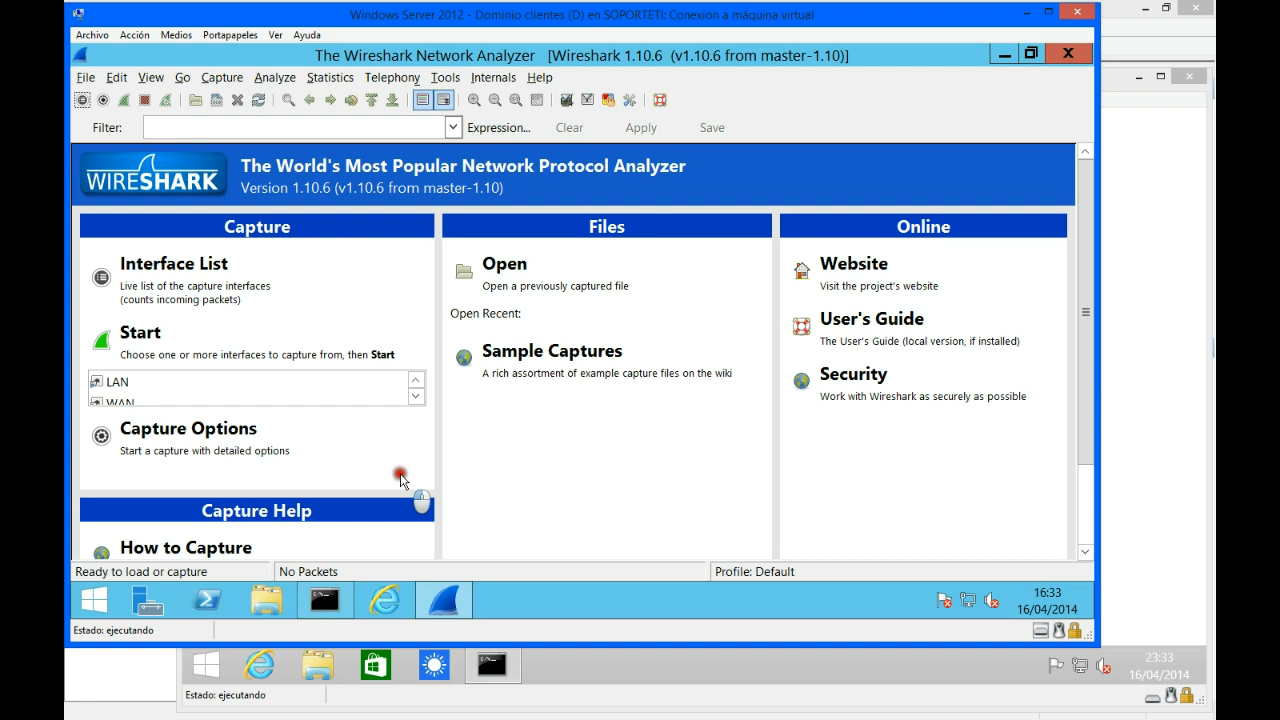 Windows Server 2012 - Dominio clientes (D) en SOPORTETI: Conexión a máquina virtual
Archivo Acción Medios Portapapeles Ver Ayuda
The Wireshark Network Analyzer [Wireshark 1.10.6 (v1.10.6 from master-1.10)]
File Edit View Go Capture Analyze Statistics Telephony Tools Internals Help
Filter: Expression... Clear Apply Save
WIRESHARK
The World's Most Popular Network Protocol Analyzer
Version 1.10.6 (v1.10.6 from master-1.10)
Capture
Interface List
Live list of the capture interfaces
(counts incoming packets)
Start
Choose one or more interfaces to capture from, then Start
LAN
WAN
Capture Options
Start a capture with detailed options
Capture Help
How to Capture
Files
Open
Open a previously captured file
Open Recent:
Sample Captures
A rich assortment of example capture files on the wiki
Online
Website
Visit the project's website
User's Guide
The User's Guide (local version, if installed)
Security
Work with Wireshark as securely as possible
Ready to load or capture No Packets Profile: Default
16:33
16/04/2014
Estado: ejecutando
23:33
16/04/2014
Estado: ejecutando